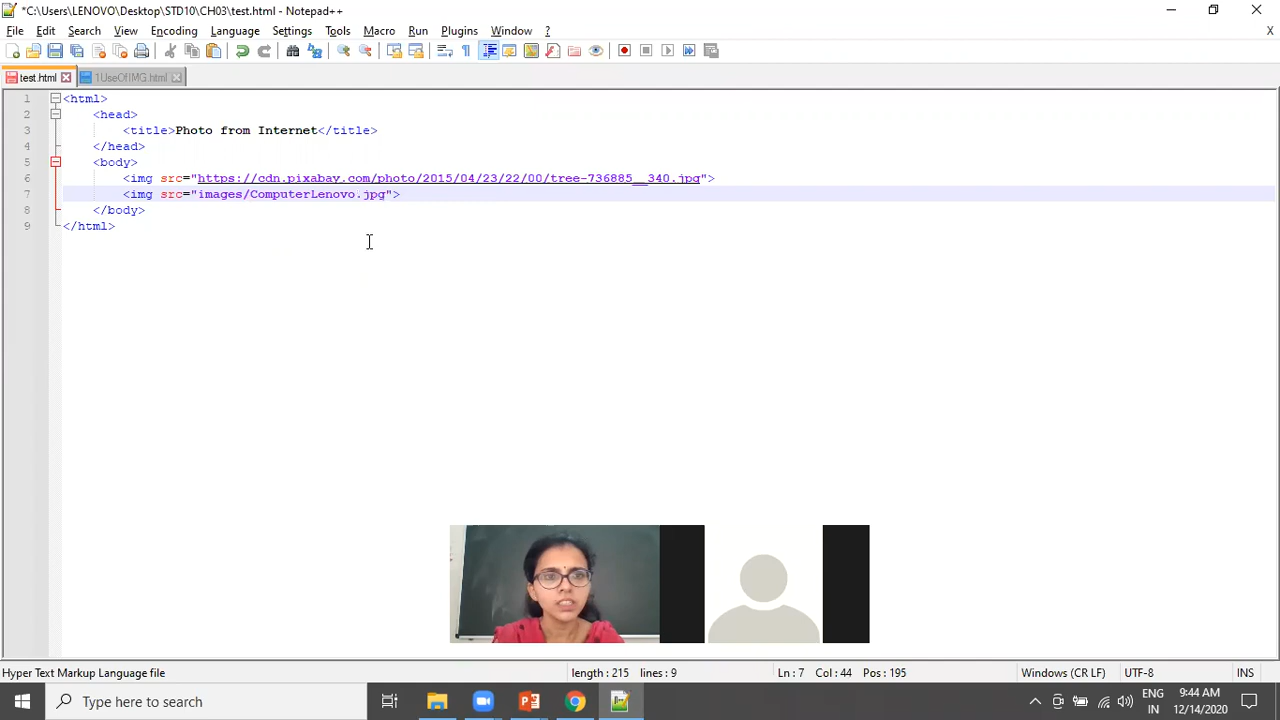 *C:\Users\LENOVO\Desktop\STD10\CH03\test.html - Notepad++
File Edit Search View Encoding Language Settings Tools Macro Run Plugins Window ?
X
test.html 1UseOfIMG.html
1 <html>
2 <head>
3 <title>Photo from Internet</title>
4 </head>
5 <body>
6 <img src="https://cdn.pixabay.com/photo/2015/04/23/22/00/tree-736885__340.jpg">
7 <img src="images/ComputerLenovo.jpg">
8 </body>
9 </html>
Hyper Text Markup Language file length : 215 lines : 9 Ln : 7 Col : 44 Pos : 195 Windows (CR LF) UTF-8 INS
Type here to search
ENG 9:44 AM
IN 12/14/2020